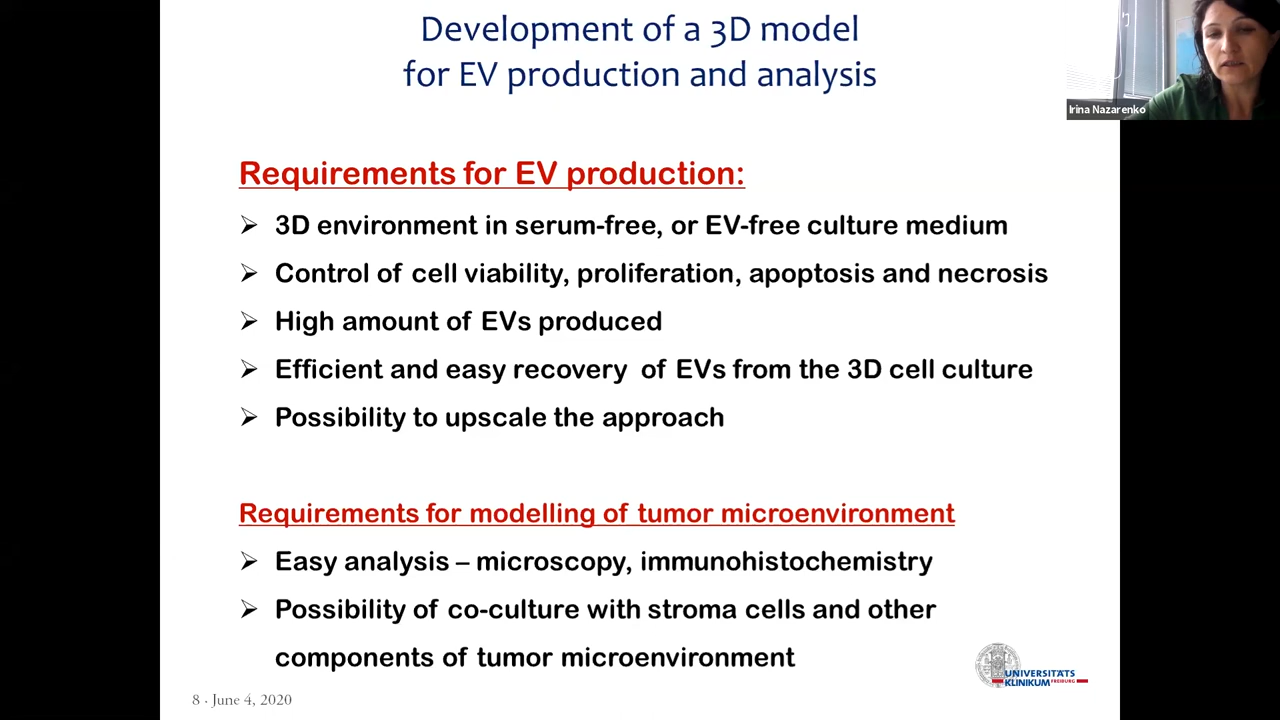 Development of a 3D model
for EV production and analysis
Irina Nazarenko
Requirements for EV production:
➢ 3D environment in serum-free, or EV-free culture medium
➢ Control of cell viability, proliferation, apoptosis and necrosis
➢ High amount of EVs produced
➢ Efficient and easy recovery of EVs from the 3D cell culture
➢ Possibility to upscale the approach
Requirements for modelling of tumor microenvironment
➢ Easy analysis – microscopy, immunohistochemistry
➢ Possibility of co-culture with stroma cells and other
components of tumor microenvironment
UNIVERSITÄTS
KLINIKUM FREIBURG
8 · June 4, 2020